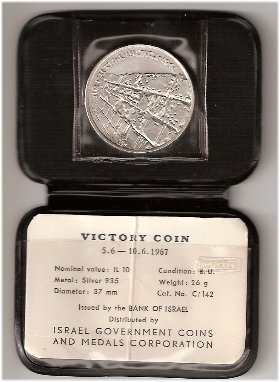 VICTORY COIN
5.6 — 10.6.1967
Nominal value: IL 10 Condition: B. U.
Metal: Silver 935 Weight: 26 g
Diameter: 37 mm Cat. No. C/142
Issued by the BANK OF ISRAEL
Distributed by
ISRAEL GOVERNMENT COINS
AND MEDALS CORPORATION